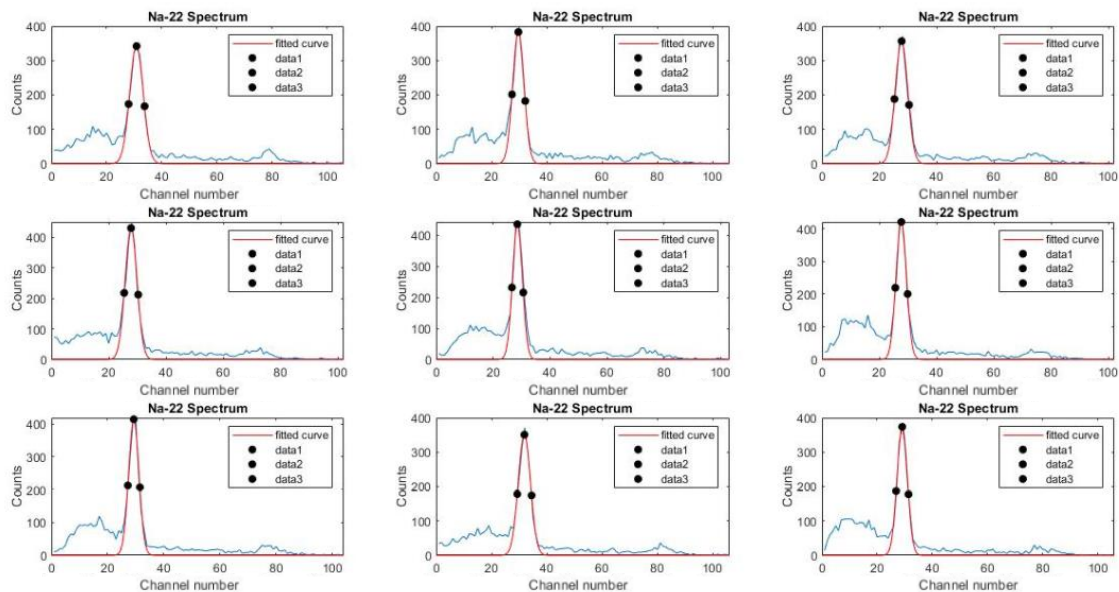 Na-22 Spectrum
400
300
200
100
0
Counts
fitted curve
data1
data2
data3
0 20 40 60 80 100
Channel number
Na-22 Spectrum
400
300
200
100
0
Counts
fitted curve
data1
data2
data3
0 20 40 60 80 100
Channel number
Na-22 Spectrum
400
300
200
100
0
Counts
fitted curve
data1
data2
data3
0 20 40 60 80 100
Channel number
Na-22 Spectrum
400
300
200
100
0
Counts
fitted curve
data1
data2
data3
0 20 40 60 80 100
Channel number
Na-22 Spectrum
400
300
200
100
0
Counts
fitted curve
data1
data2
data3
0 20 40 60 80 100
Channel number
Na-22 Spectrum
400
300
200
100
0
Counts
fitted curve
data1
data2
data3
0 20 40 60 80 100
Channel number
Na-22 Spectrum
400
300
200
100
0
Counts
fitted curve
data1
data2
data3
0 20 40 60 80 100
Channel number
Na-22 Spectrum
400
300
200
100
0
Counts
fitted curve
data1
data2
data3
0 20 40 60 80 100
Channel number
Na-22 Spectrum
400
300
200
100
0
Counts
fitted curve
data1
data2
data3
0 20 40 60 80 100
Channel number